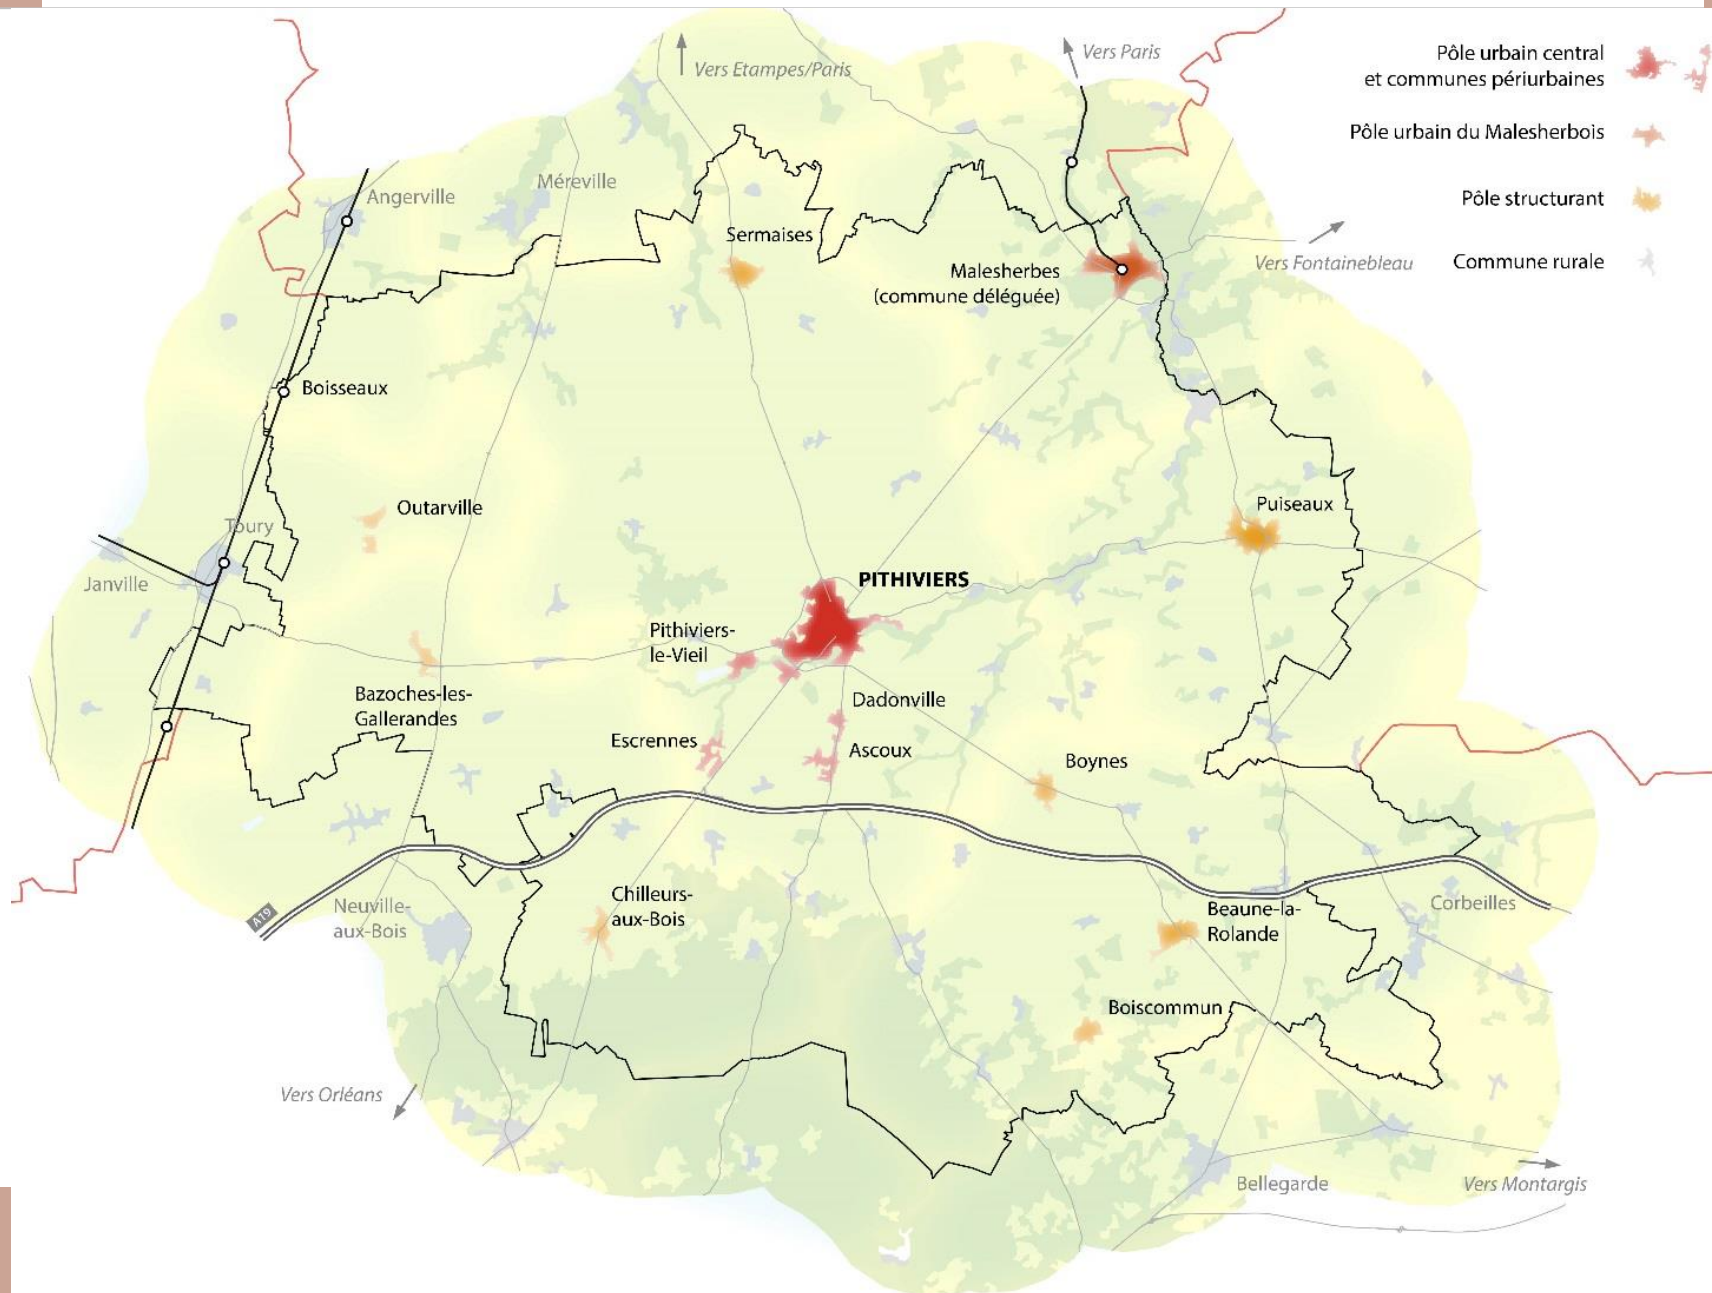 Vers Etampes/Paris
Vers Paris
Pôle urbain central
et communes périurbaines
Pôle urbain du Malesherbois
Pôle structurant
Commune rurale
Angerville
Méreville
Sermaises
Malesherbes
(commune déléguée)
Vers Fontainebleau
Boisseaux
Outarville
Puiseaux
Toury
Janville
PITHIVIERS
Pithiviers-
le-Vieil
Bazoches-les-
Gallerandes
Dadonville
Escrennes
Ascoux
Boynes
A19
Neuville-
aux-Bois
Chilleurs-
aux-Bois
Beaune-la-
Rolande
Corbeilles
Boiscommun
Vers Orléans
Bellegarde
Vers Montargis